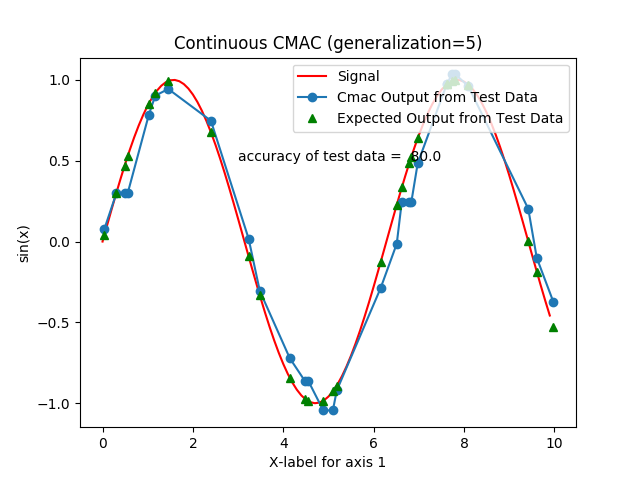 Continuous CMAC (generalization=5)
Signal
Cmac Output from Test Data
Expected Output from Test Data
accuracy of test data = 80.0
sin(x)
1.0
0.5
0.0
−0.5
−1.0
0 2 4 6 8 10
X-label for axis 1